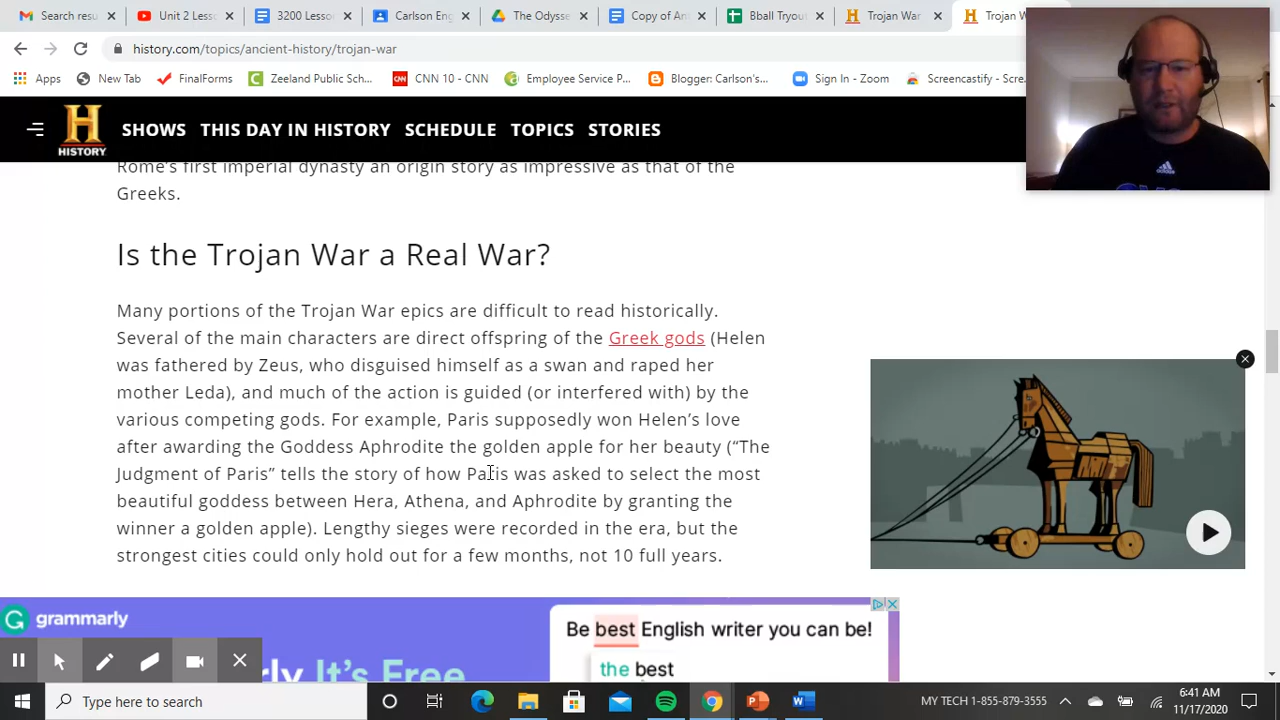 Search resu
Unit 2 Less
3200 Lesso
Carlson Eng
The Odysse
Copy of An
Bball Tryou
Trojan War
Trojan W
history.com/topics/ancient-history/trojan-war
Apps
New Tab
FinalForms
Zeeland Public Sch...
CNN 10 - CNN
Employee Service P...
Blogger: Carlson's...
Sign In - Zoom
Screencastify - Scre...
H
HISTORY
SHOWS
THIS DAY IN HISTORY
SCHEDULE
TOPICS
STORIES
Rome's first imperial dynasty an origin story as impressive as that of the
Greeks.
Is the Trojan War a Real War?
Many portions of the Trojan War epics are difficult to read historically.
Several of the main characters are direct offspring of the Greek gods (Helen
was fathered by Zeus, who disguised himself as a swan and raped her
mother Leda), and much of the action is guided (or interfered with) by the
various competing gods. For example, Paris supposedly won Helen's love
after awarding the Goddess Aphrodite the golden apple for her beauty (“The
Judgment of Paris” tells the story of how Paris was asked to select the most
beautiful goddess between Hera, Athena, and Aphrodite by granting the
winner a golden apple). Lengthy sieges were recorded in the era, but the
strongest cities could only hold out for a few months, not 10 full years.
grammarly
Be best English writer you can be!
the best
rly It's Free
Type here to search
MY TECH 1-855-879-3555
6:41 AM
11/17/2020